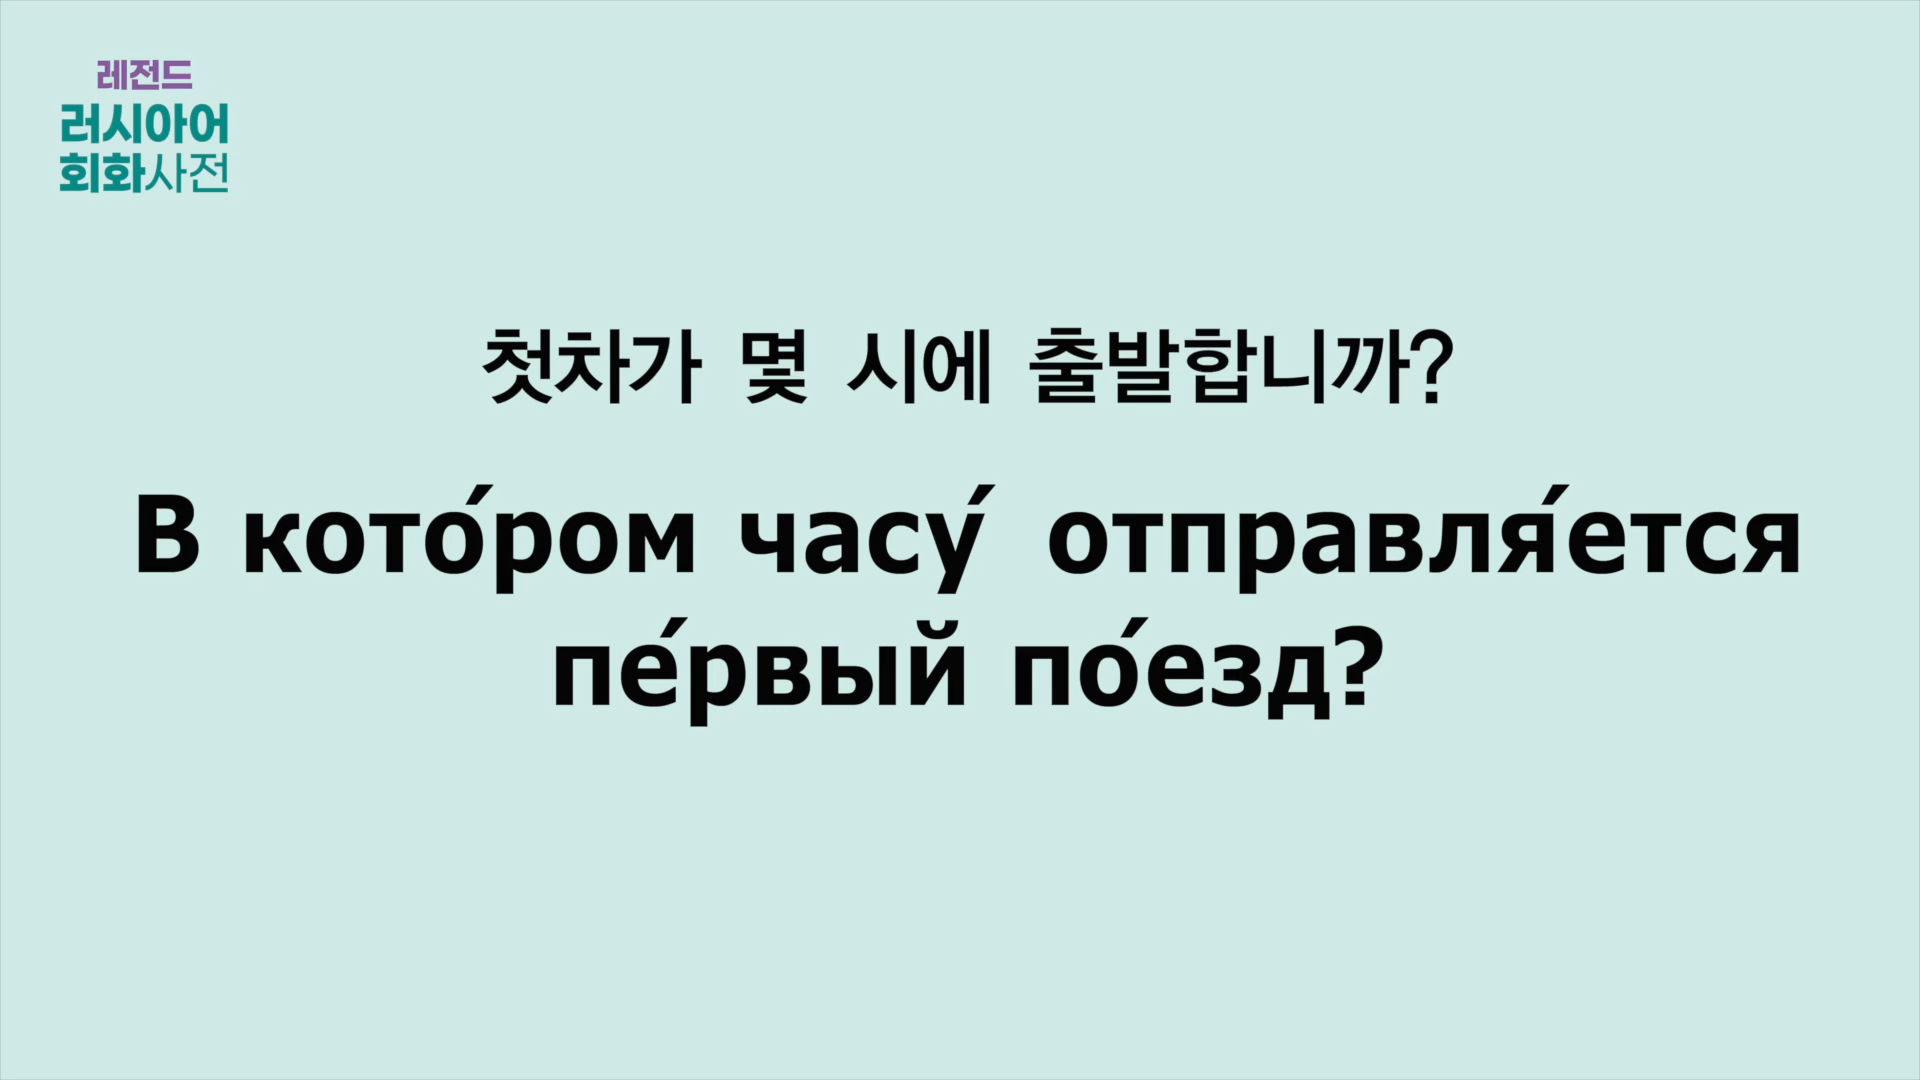 레전드
러시아어
회화사전
첫차가 몇 시에 출발합니까?
В кото́ром часу́ отправля́ется
пе́рвый по́езд?